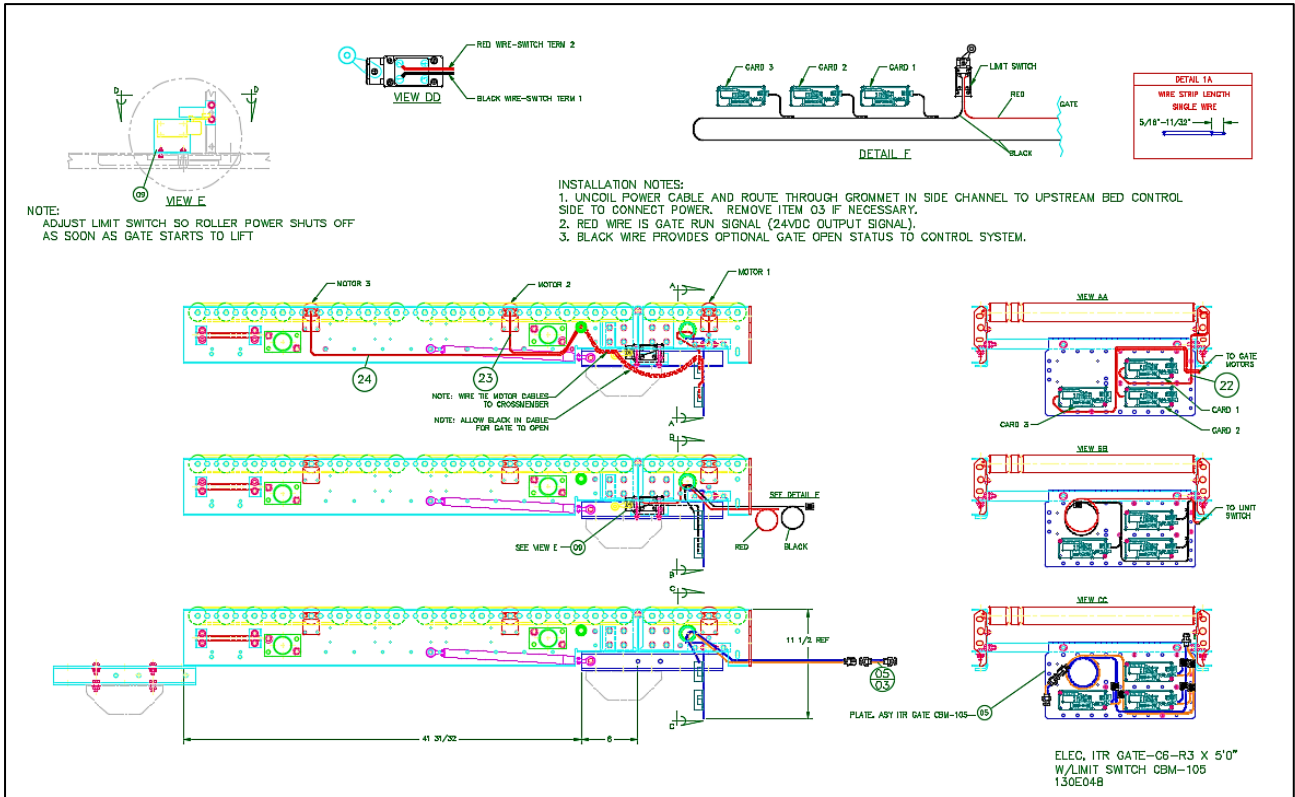 RED WIRE-SWITCH TERM 2
BLACK WIRE-SWITCH TERM 1
VIEW DD
D
D
09
VIEW E
NOTE:
ADJUST LIMIT SWITCH SO ROLLER POWER SHUTS OFF
AS SOON AS GATE STARTS TO LIFT
CARD 3
CARD 2
CARD 1
LIMIT SWITCH
RED
GATE
BLACK
DETAIL F
DETAIL 1A
WIRE STRIP LENGTH
SINGLE WIRE
5/16"-11/32"
INSTALLATION NOTES:
1. UNCOIL POWER CABLE AND ROUTE THROUGH GROMMET IN SIDE CHANNEL TO UPSTREAM BED CONTROL
SIDE TO CONNECT POWER. REMOVE ITEM 03 IF NECESSARY.
2. RED WIRE IS GATE RUN SIGNAL (24VDC OUTPUT SIGNAL).
3. BLACK WIRE PROVIDES OPTIONAL GATE OPEN STATUS TO CONTROL SYSTEM.
MOTOR 3
MOTOR 2
MOTOR 1
A
24
23
NOTE: WIRE TIE MOTOR CABLES
TO CROSSMEMBER
NOTE: ALLOW SLACK IN CABLE
FOR GATE TO OPEN
A
VIEW AA
TO GATE
MOTORS
22
CARD 1
CARD 2
CARD 3
B
SEE DETAIL F
RED
BLACK
SEE VIEW E
09
B
VIEW BB
TO LIMIT
SWITCH
C
11 1/2 REF
05
03
C
41 31/32
6
VIEW CC
PLATE, ASY ITR GATE CBM-105
05
ELEC, ITR GATE-C6-R3 X 5'0"
W/LIMIT SWITCH CBM-105
130E048